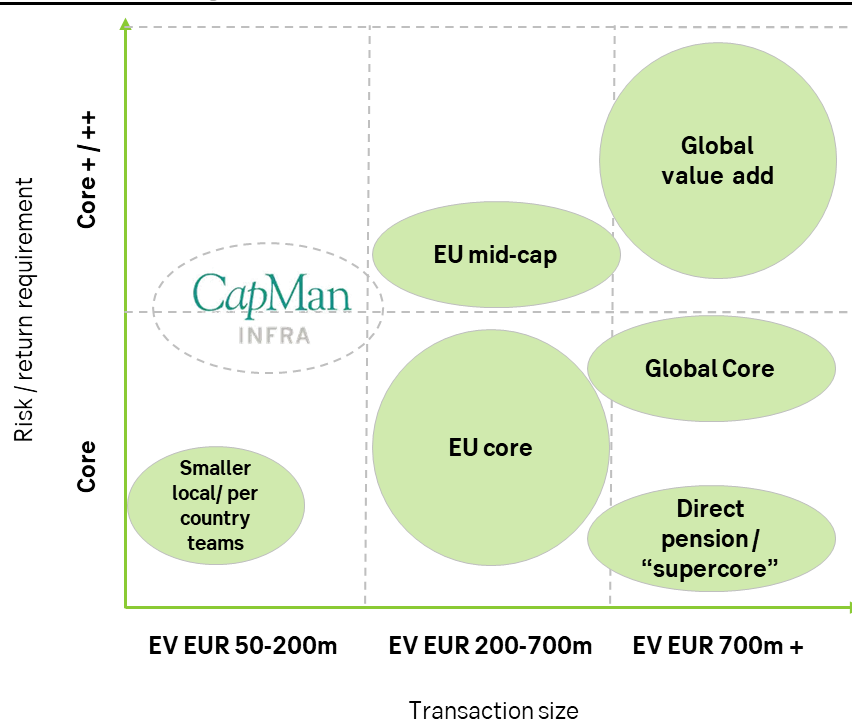 Core + / ++
Global
value add
EU mid-cap
CapMan
INFRA
Risk / return requirement
Global Core
EU core
Core
Smaller
local/ per
country
teams
Direct
pension /
“supercore”
EV EUR 50-200m
EV EUR 200-700m
EV EUR 700m +
Transaction size